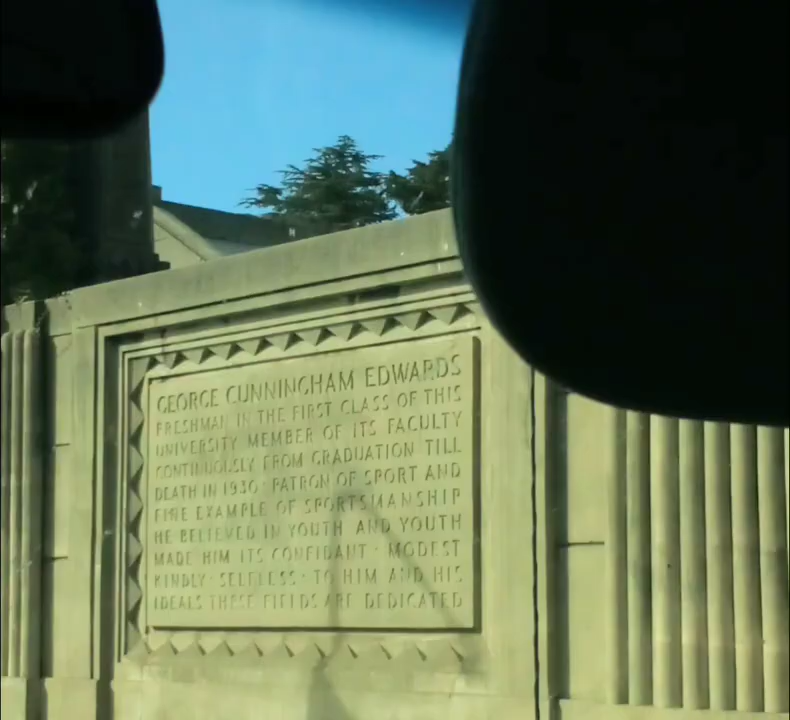 GEORGE CUNNINGHAM EDWARDS
FRESHMAN IN THE FIRST CLASS OF THIS
UNIVERSITY MEMBER OF ITS FACULTY
CONTINUOUSLY FROM GRADUATION TILL
DEATH IN 1930 · PATRON OF SPORT AND
FINE EXAMPLE OF SPORTSMANSHIP
HE BELIEVED IN YOUTH AND YOUTH
MADE HIM ITS CONFIDANT · MODEST
KINDLY · SELFLESS · TO HIM AND HIS
IDEALS THESE FIELDS ARE DEDICATED